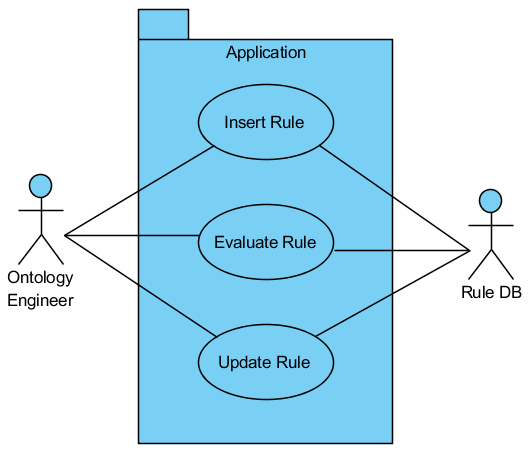 Application
Insert Rule
Evaluate Rule
Ontology
Engineer
Rule DB
Update Rule